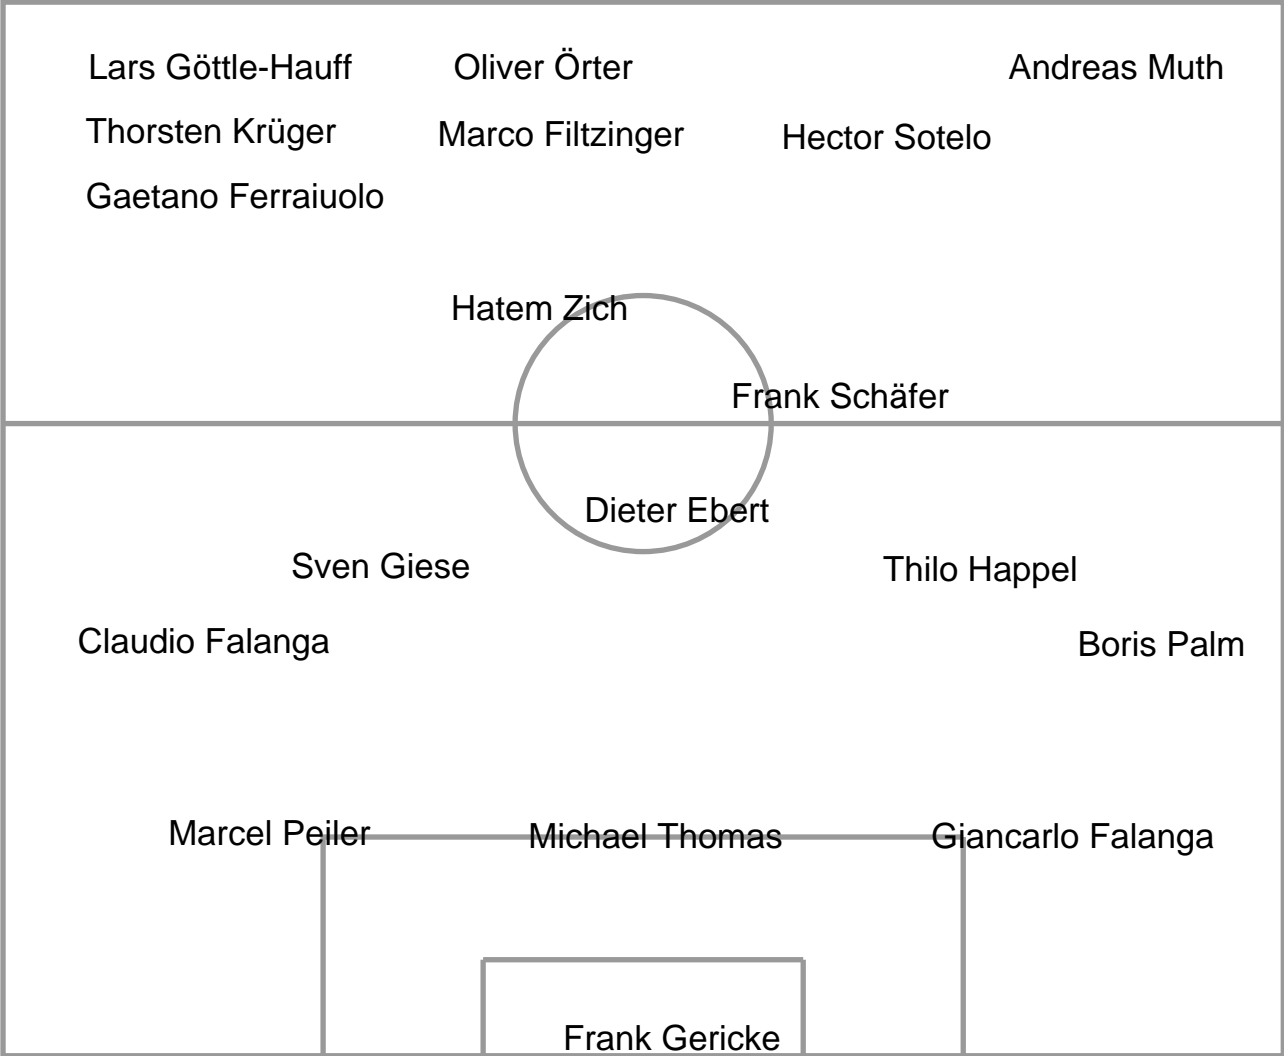 Lars Göttle-Hauff
Oliver Örter
Andreas Muth
Thorsten Krüger
Marco Filtzinger
Hector Sotelo
Gaetano Ferraiuolo
Hatem Zich
Frank Schäfer
Dieter Ebert
Sven Giese
Thilo Happel
Claudio Falanga
Boris Palm
Marcel Peiler
Michael Thomas
Giancarlo Falanga
Frank Gericke